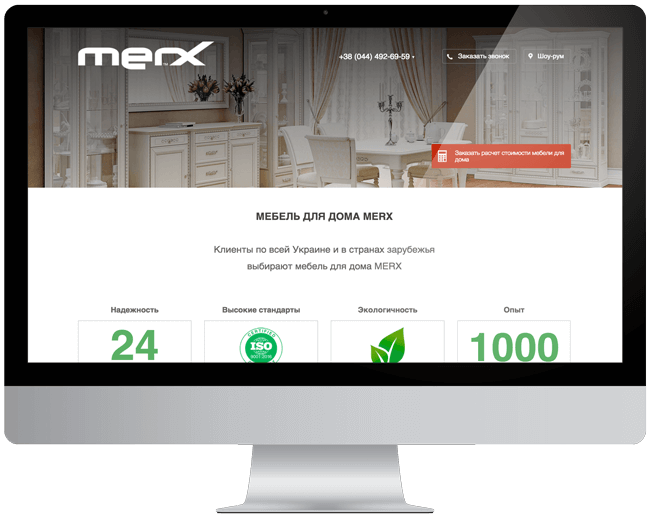 merx
+38 (044) 492-69-59
Заказать звонок
Шоу-рум
Заказать расчет стоимости мебели для
дома
МЕБЕЛЬ ДЛЯ ДОМА MERX
Клиенты по всей Украине и в странах зарубежья
выбирают мебель для дома MERX
Надежность
Высокие стандарты
Экологичность
Опыт
24
CERTIFIED
ISO
1000